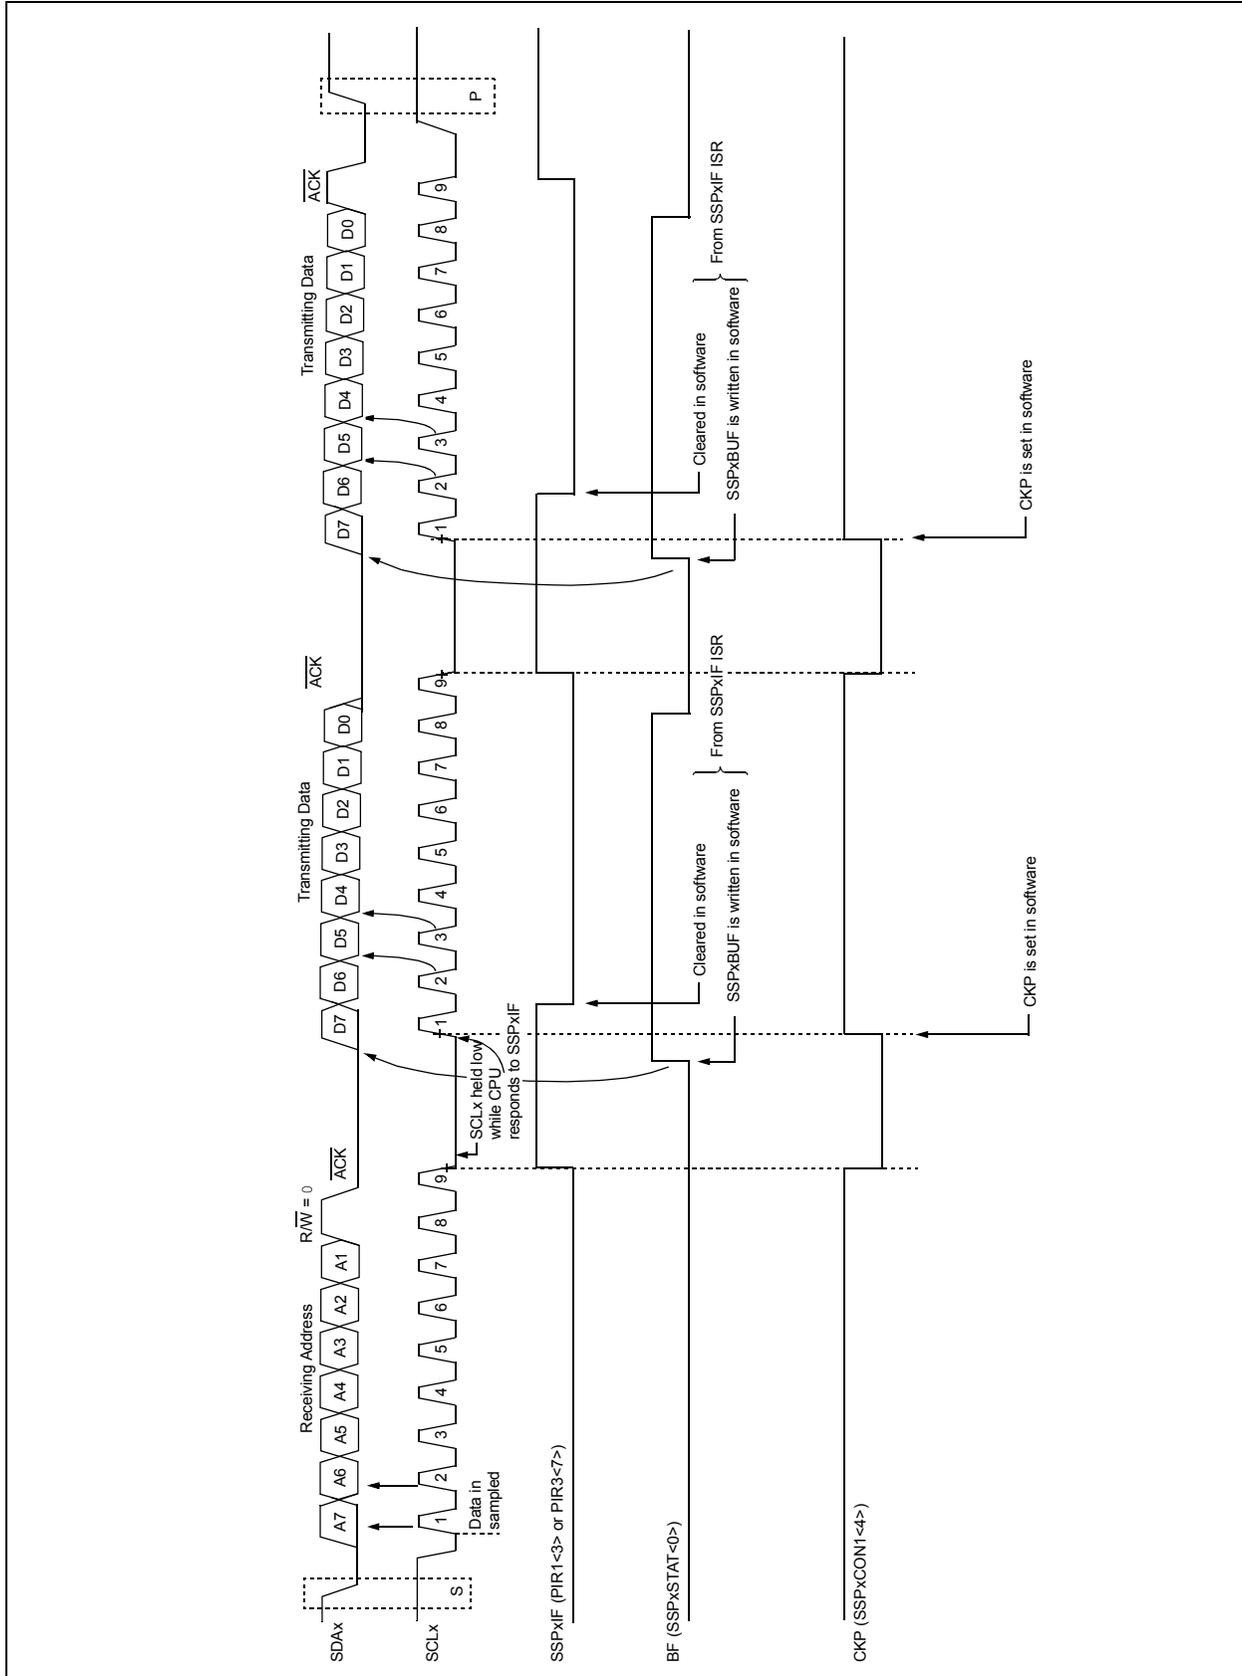 Receiving Address R/W = 0 ACK Transmitting Data ACK Transmitting Data ACK
SDAx A7 A6 A5 A4 A3 A2 A1 D7 D6 D5 D4 D3 D2 D1 D0 D7 D6 D5 D4 D3 D2 D1 D0
SCLx 1 2 3 4 5 6 7 8 9 1 2 3 4 5 6 7 8 9 1 2 3 4 5 6 7 8 9
S
Data in
sampled
SCLx held low
while CPU
responds to SSPxIF
P
SSPxIF (PIR1<3> or PIR3<7>)
BF (SSPxSTAT<0>)
Cleared in software
SSPxBUF is written in software
From SSPxIF ISR
Cleared in software
SSPxBUF is written in software
From SSPxIF ISR
CKP (SSPxCON1<4>)
CKP is set in software
CKP is set in software